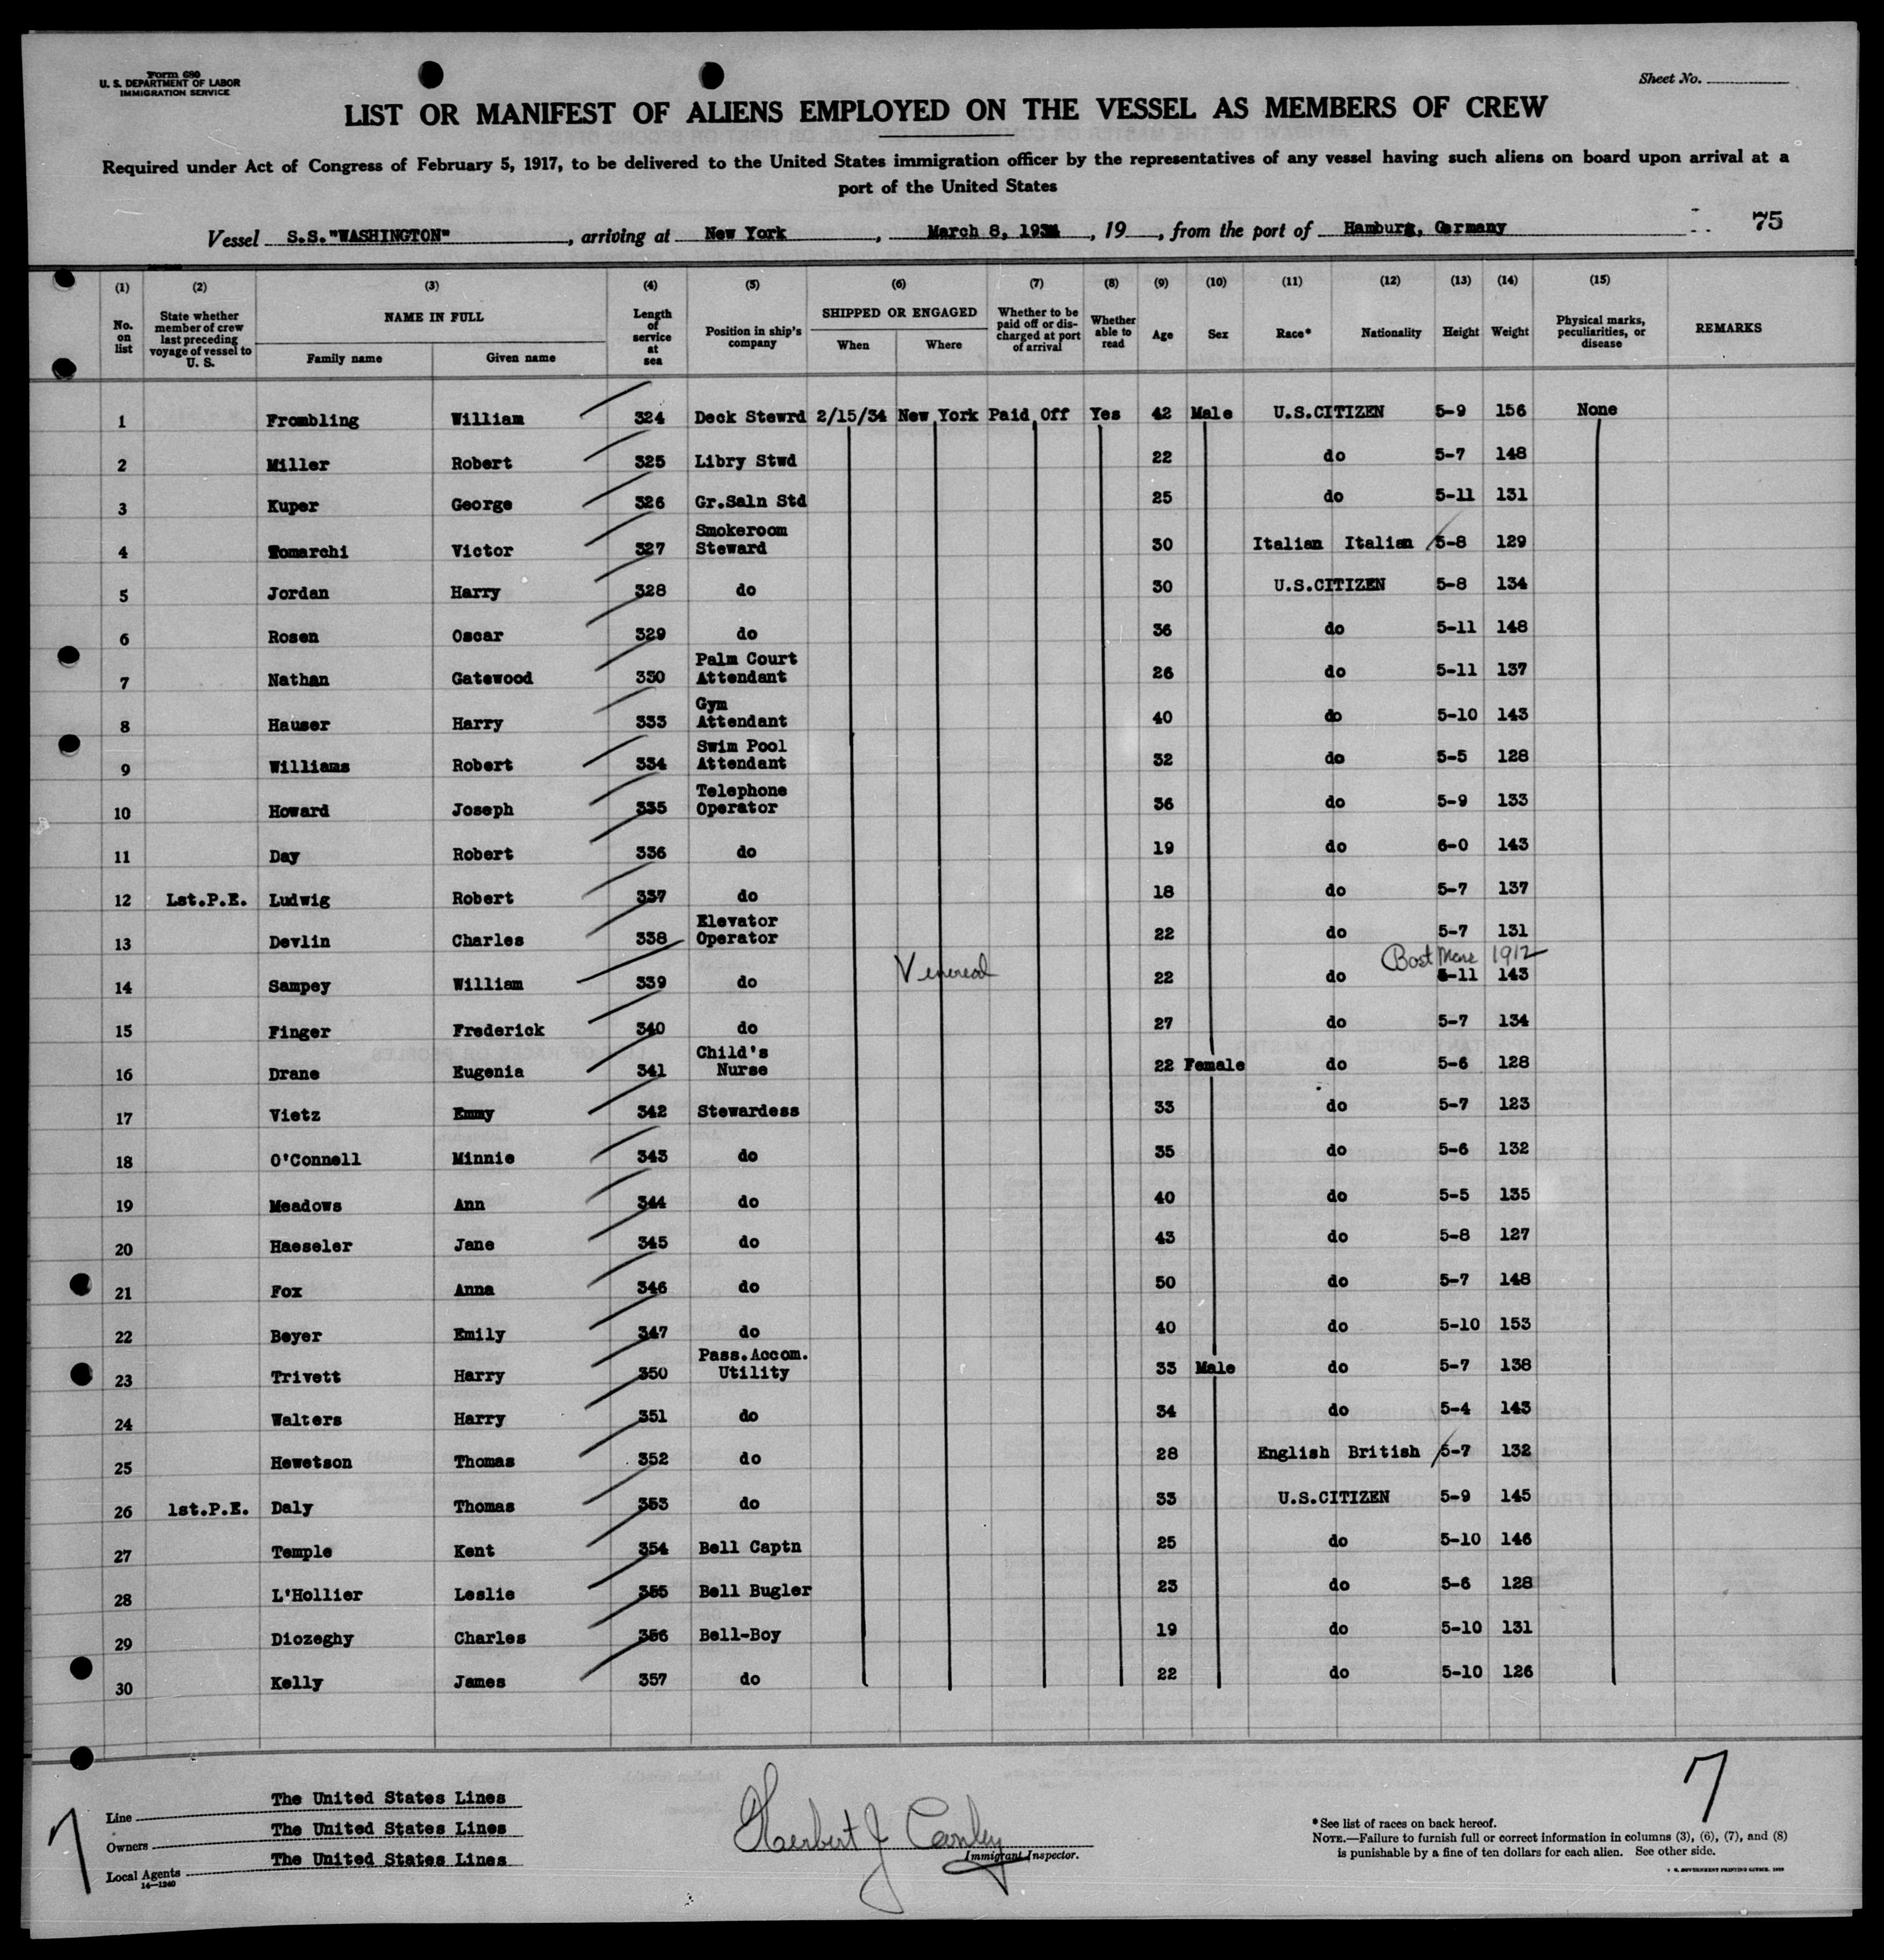 Form 680
U. S. DEPARTMENT OF LABOR
IMMIGRATION SERVICE
Sheet No.
LIST OR MANIFEST OF ALIENS EMPLOYED ON THE VESSEL AS MEMBERS OF CREW
Required under Act of Congress of February 5, 1917, to be delivered to the United States immigration officer by the representatives of any vessel having such aliens on board upon arrival at a
port of the United States
Vessel S.S."WASHINGTON", arriving at New York, March 8, 1934, 19, from the port of Hamburg, Germany 75
(1) (2) (3) (4) (5) (6) (7) (8) (9) (10) (11) (12) (13) (14) (15)
No. on list State whether member of crew last preceding voyage of vessel to U. S. NAME IN FULL Family name Given name Length of service at sea Position in ship's company SHIPPED OR ENGAGED When Where Whether to be paid off or discharged at port of arrival Whether able to read Age Sex Race* Nationality Height Weight Physical marks, peculiarities, or disease REMARKS
1 Frombling William 324 Deck Stewrd 2/15/34 New York Paid Off Yes 42 Male U.S.CITIZEN 5-9 156 None
2 Miller Robert 325 Libry Stwd 22 do 5-7 148
3 Kuper George 326 Gr.Saln Std 25 do 5-11 131
4 Tomarchi Victor 327 Smokeroom Steward 30 Italian Italian 5-8 129
5 Jordan Harry 328 do 30 U.S.CITIZEN 5-8 134
6 Rosen Oscar 329 do 36 do 5-11 148
7 Nathan Gatewood 330 Palm Court Attendant 26 do 5-11 137
8 Hauser Harry 333 Gym Attendant 40 do 5-10 143
9 Williams Robert 334 Swim Pool Attendant 32 do 5-5 128
10 Howard Joseph 335 Telephone Operator 36 do 5-9 133
11 Day Robert 336 do 19 do 6-0 143
12 Lst.P.E. Ludwig Robert 337 do 18 do 5-7 137
13 Devlin Charles 338 Elevator Operator 22 do 5-7 131
Bost Mass 1912
14 Sampey William 339 do Venereal 22 do 5-11 143
15 Finger Frederick 340 do 27 do 5-7 134
16 Drane Eugenia 341 Child's Nurse 22 Female do 5-6 128
17 Vietz Emmy 342 Stewardess 33 do 5-7 123
18 O'Connell Minnie 343 do 35 do 5-6 132
19 Meadows Ann 344 do 40 do 5-5 135
20 Haeseler Jane 345 do 43 do 5-8 127
21 Fox Anna 346 do 50 do 5-7 148
22 Beyer Emily 347 do 40 do 5-10 153
23 Trivett Harry 350 Pass.Accom. Utility 33 Male do 5-7 138
24 Walters Harry 351 do 34 do 5-4 143
25 Hewetson Thomas 352 do 28 English British 5-7 132
26 1st.P.E. Daly Thomas 353 do 33 U.S.CITIZEN 5-9 145
27 Temple Kent 354 Bell Captn 25 do 5-10 146
28 L'Hollier Leslie 355 Bell Bugler 23 do 5-6 128
29 Diozeghy Charles 356 Bell-Boy 19 do 5-10 131
30 Kelly James 357 do 22 do 5-10 126
7
7
Line The United States Lines
Owners The United States Lines
Local Agents The United States Lines
14—1240
Herbert J Conley
Immigrant Inspector.
*See list of races on back hereof.
NOTE.—Failure to furnish full or correct information in columns (3), (6), (7), and (8)
is punishable by a fine of ten dollars for each alien. See other side.